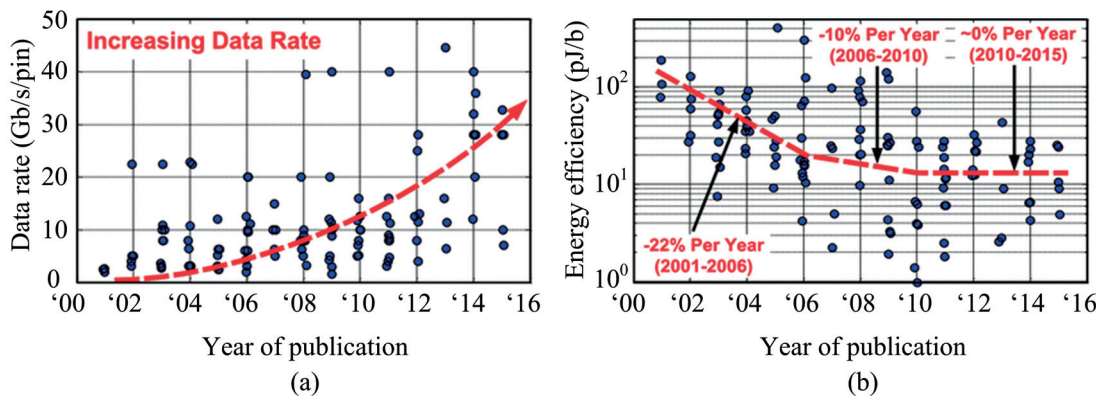 Increasing Data Rate
Data rate (Gb/s/pin)
50
40
30
20
10
0
‘00 ‘02 ‘04 ‘06 ‘08 ‘10 ‘12 ‘14 ‘16
Year of publication
(a)
-10% Per Year
(2006-2010)
~0% Per Year
(2010-2015)
-22% Per Year
(2001-2006)
Energy efficiency (pJ/b)
10²
10¹
10⁰
‘00 ‘02 ‘04 ‘06 ‘08 ‘10 ‘12 ‘14 ‘16
Year of publication
(b)